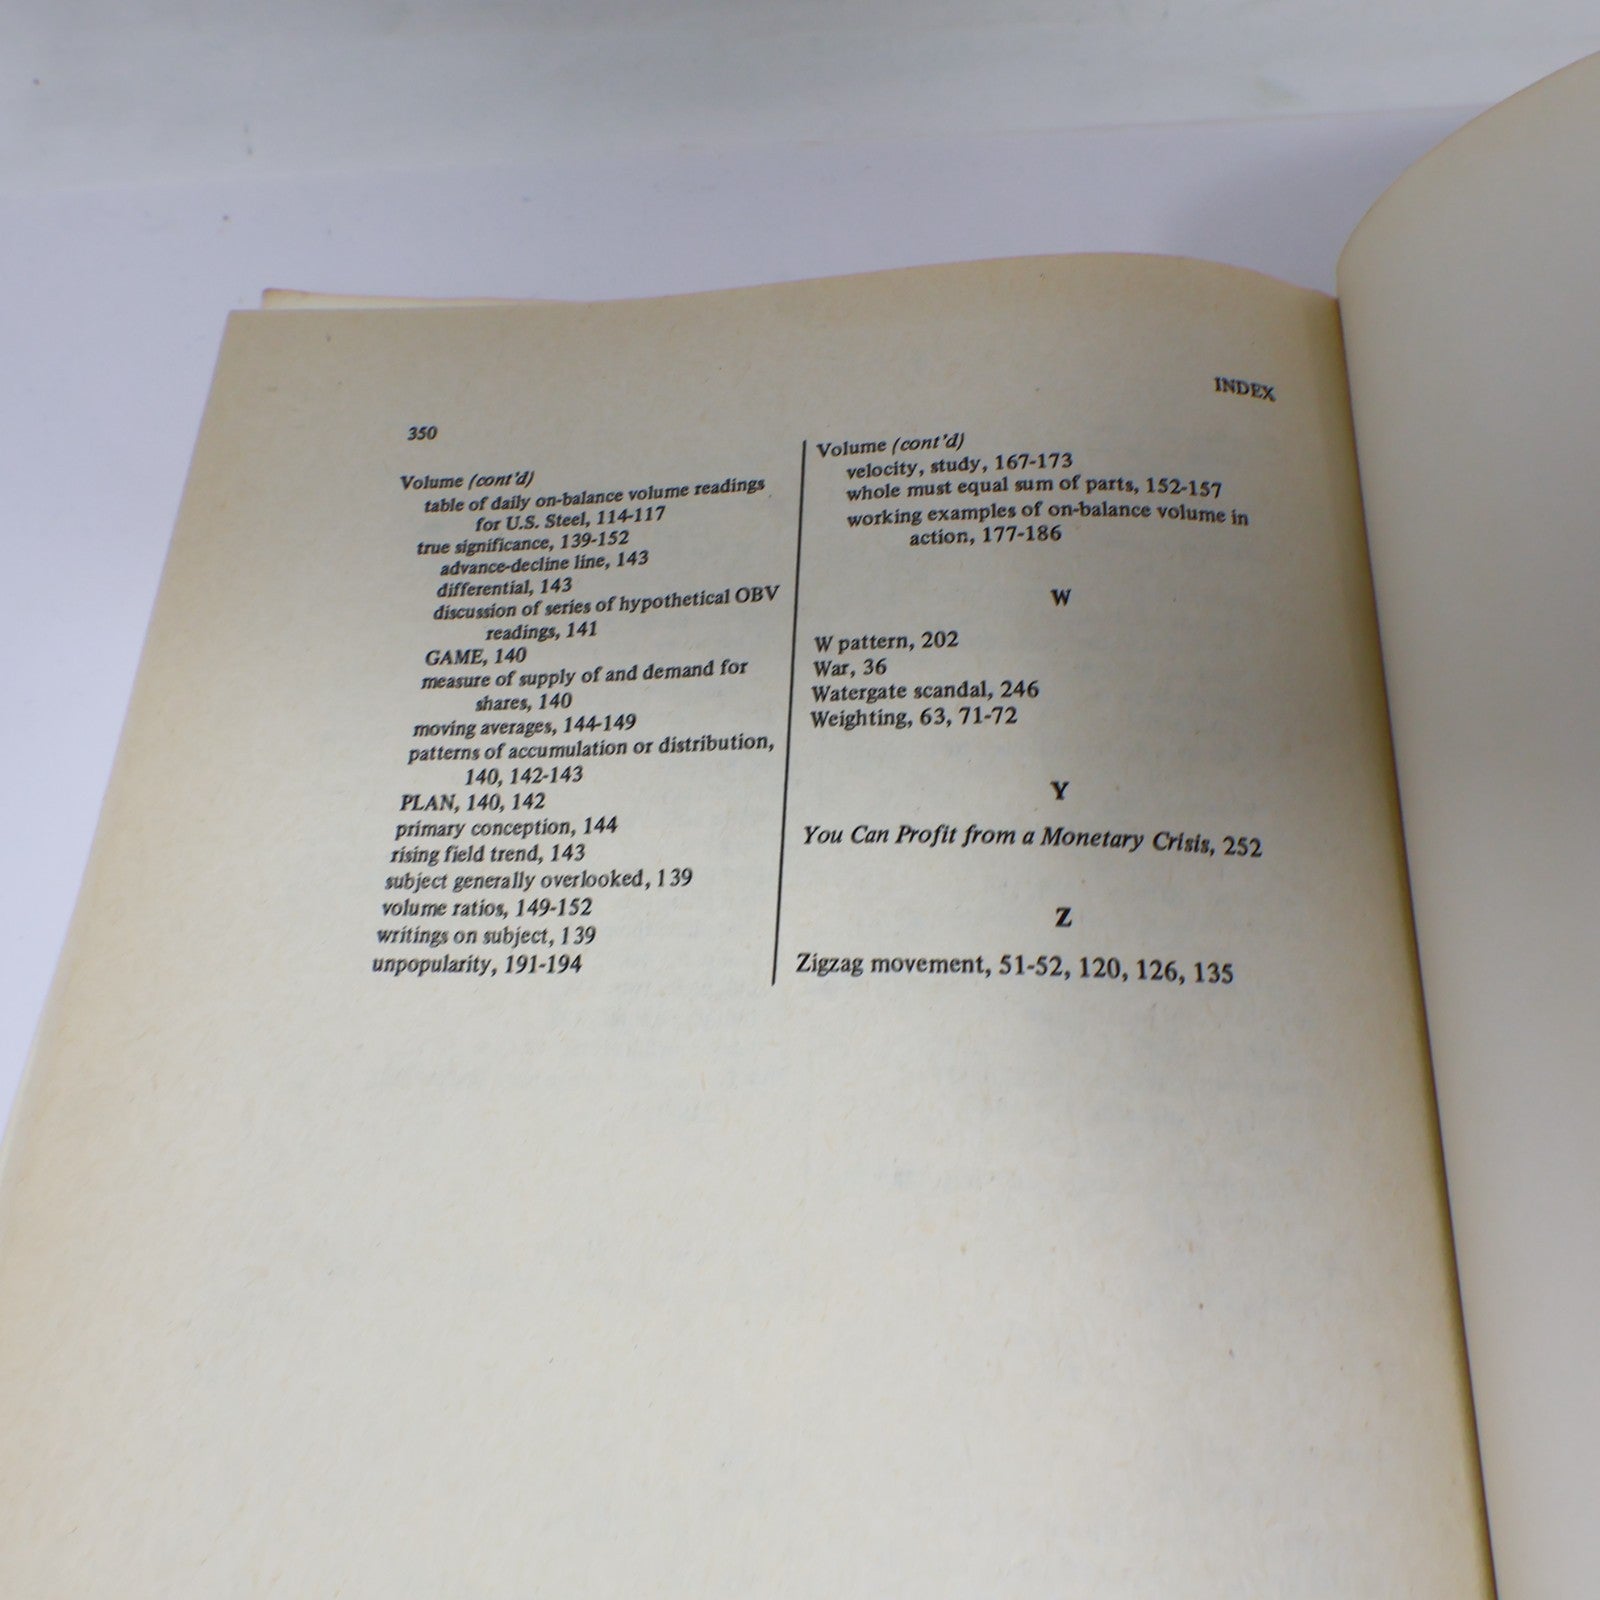 350
INDEX
Volume (cont'd)
table of daily on-balance volume readings
for U.S. Steel, 114-117
true significance, 139-152
advance-decline line, 143
differential, 143
discussion of series of hypothetical OBV
readings, 141
GAME, 140
measure of supply of and demand for
shares, 140
moving averages, 144-149
patterns of accumulation or distribution,
140, 142-143
PLAN, 140, 142
primary conception, 144
rising field trend, 143
subject generally overlooked, 139
volume ratios, 149-152
writings on subject, 139
unpopularity, 191-194
Volume (cont'd)
velocity, study, 167-173
whole must equal sum of parts, 152-157
working examples of on-balance volume in
action, 177-186
W
W pattern, 202
War, 36
Watergate scandal, 246
Weighting, 63, 71-72
Y
You Can Profit from a Monetary Crisis, 252
Z
Zigzag movement, 51-52, 120, 126, 135